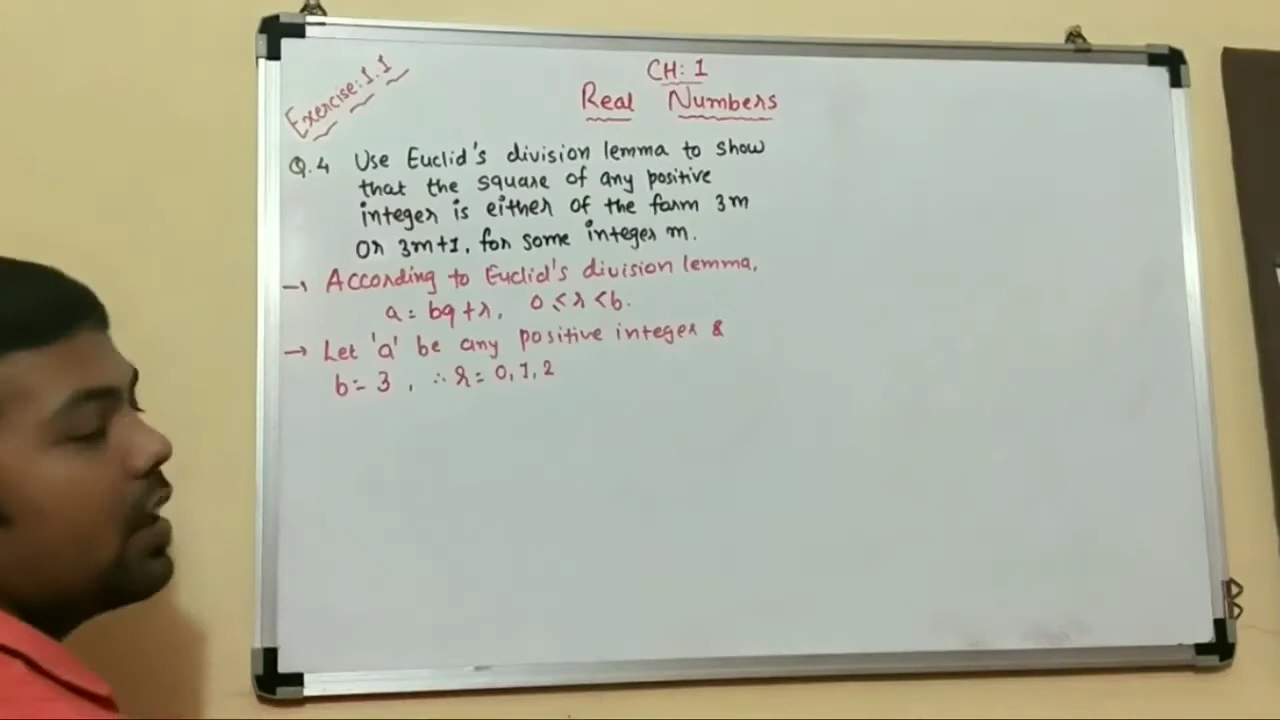 Exercise: 1.1
CH: 1
Real Numbers
Q.4 Use Euclid's division lemma to show
that the square of any positive
integer is either of the form 3m
or 3m+1, for some integer m.
→ According to Euclid's division lemma,
a = bq + r, 0 ≤ r < b.
→ Let 'a' be any positive integer &
b = 3, ∴ r = 0, 1, 2